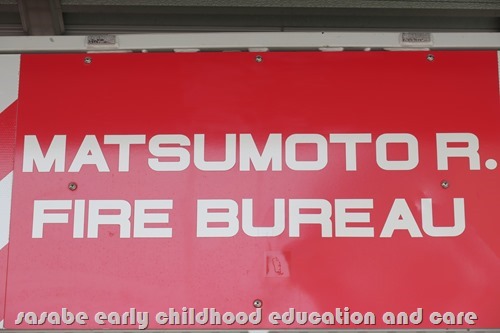 MATSUMOTO R.
FIRE BUREAU
sasabe early childhood education and care